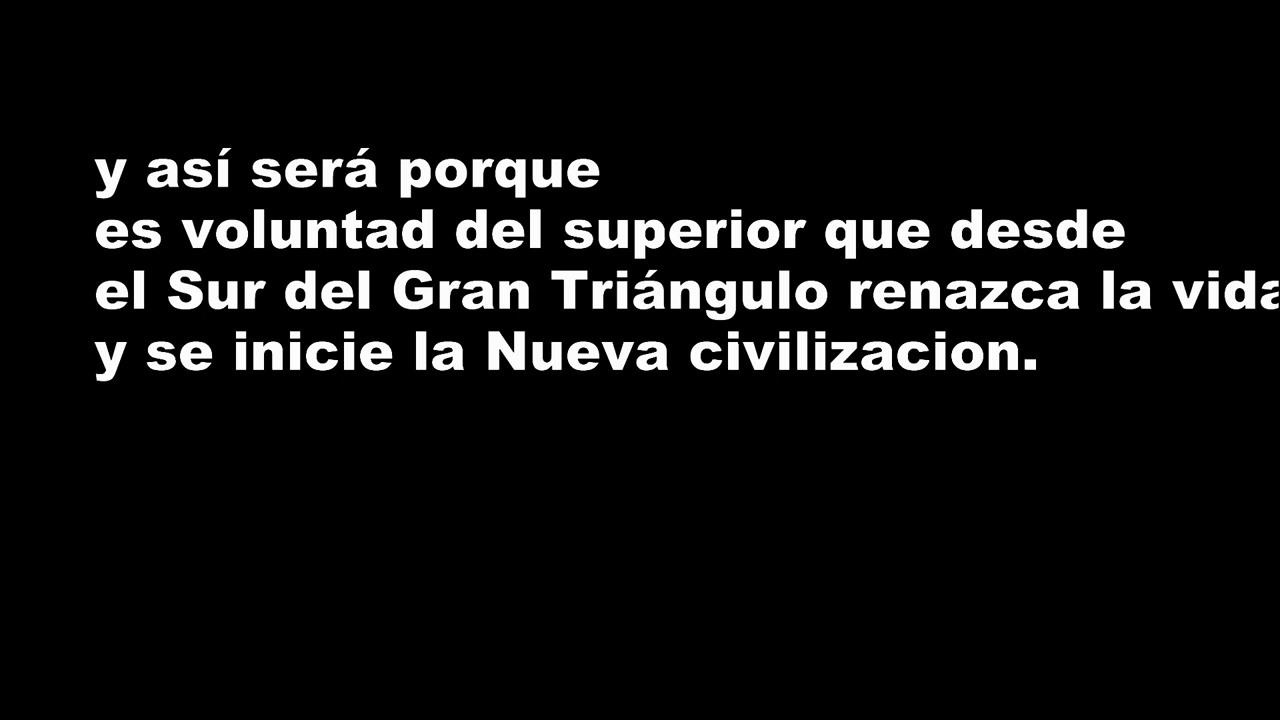 y así será porque
es voluntad del superior que desde
el Sur del Gran Triángulo renazca la vida
y se inicie la Nueva civilizacion.